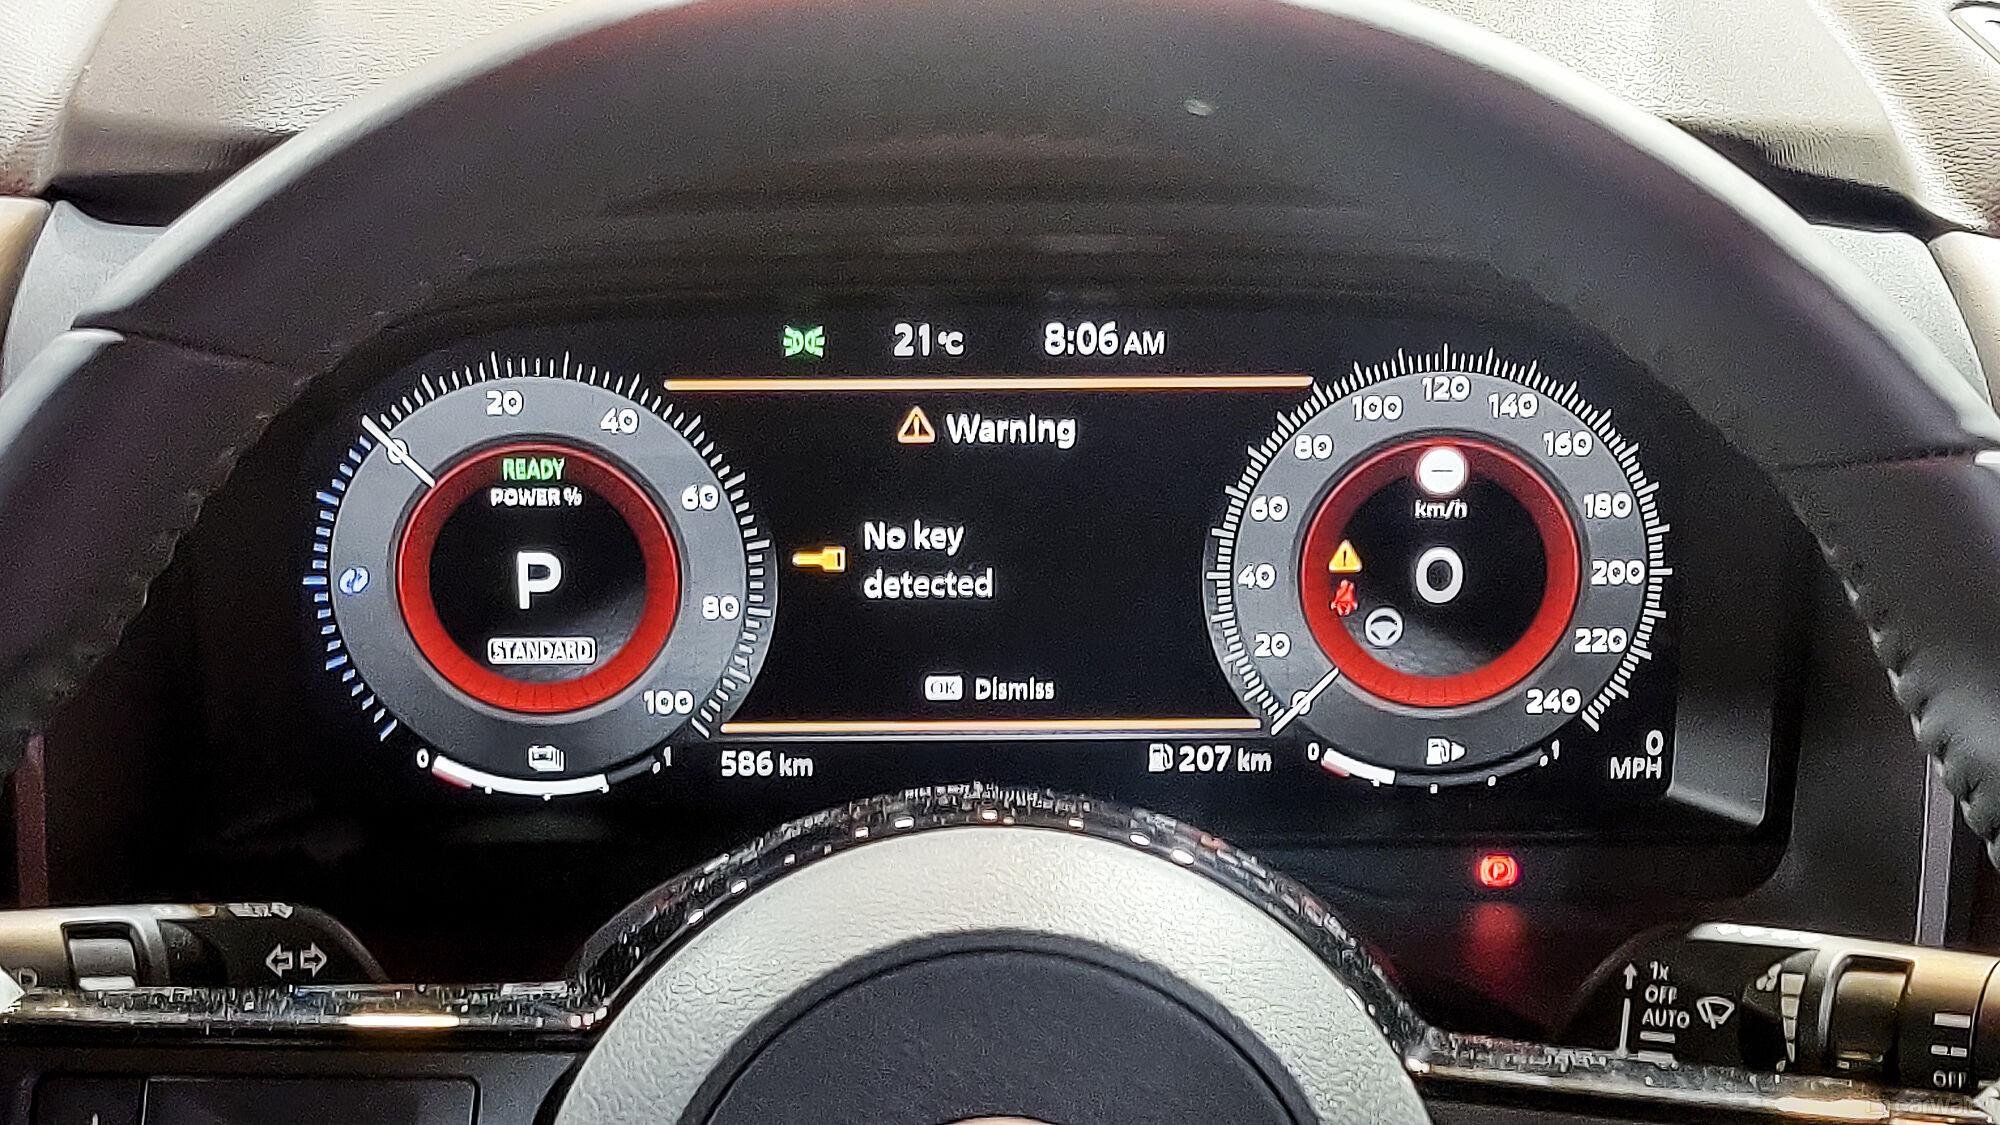 21°C 8:06 AM
Warning
No key
detected
OK Dismiss
0 20 40 60 80 100
READY
POWER %
P
STANDARD
0 1
586 km
207 km
0 20 40 60 80 100 120 140 160 180 200 220 240
km/h
0
0 1
0
MPH
P
1x
OFF
AUTO
OFF